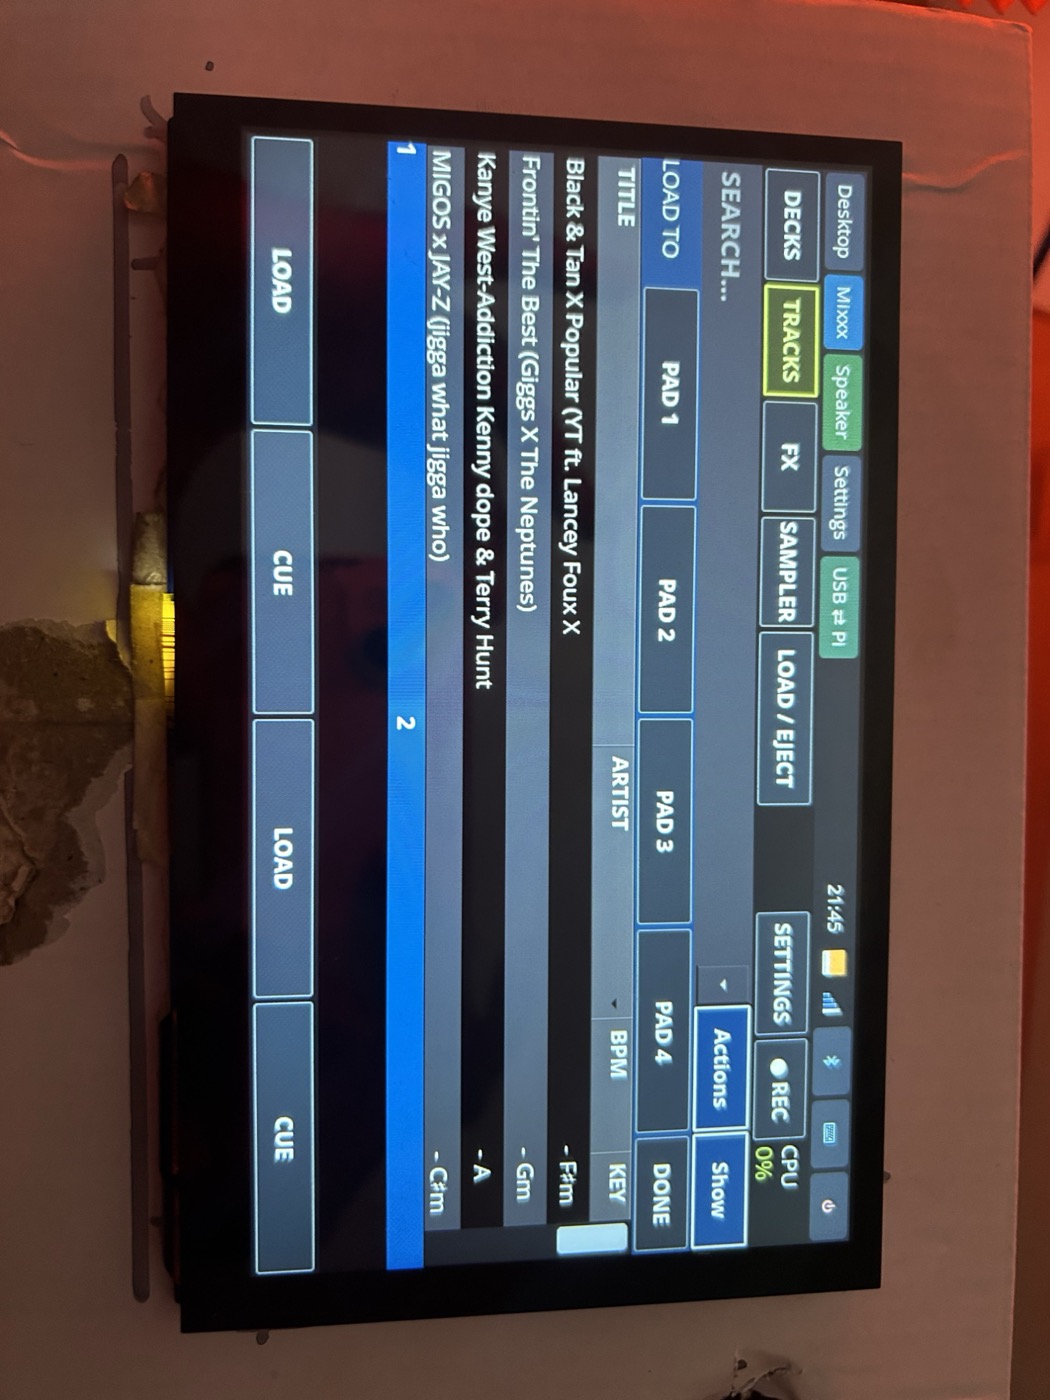 Desktop Mixxx Speaker Settings USB ⇄ PI 21:45
DECKS TRACKS FX SAMPLER LOAD / EJECT SETTINGS REC CPU
0%
SEARCH... Actions Show
LOAD TO PAD 1 PAD 2 PAD 3 PAD 4 DONE
TITLE ARTIST BPM KEY
Black & Tan X Popular (YT ft. Lancey Foux X - F#m
Frontin' The Best (Giggs X The Neptunes) - Gm
Kanye West-Addiction Kenny dope & Terry Hunt - A
MIGOS x JAY-Z (jigga what jigga who) - C#m
1 2
LOAD CUE LOAD CUE